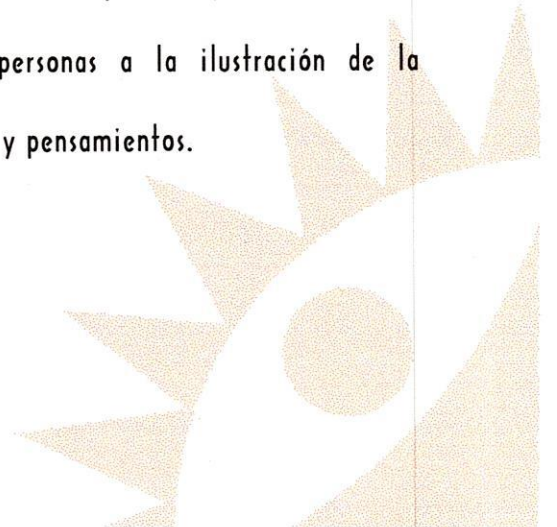 personas a la ilustración de la
y pensamientos.